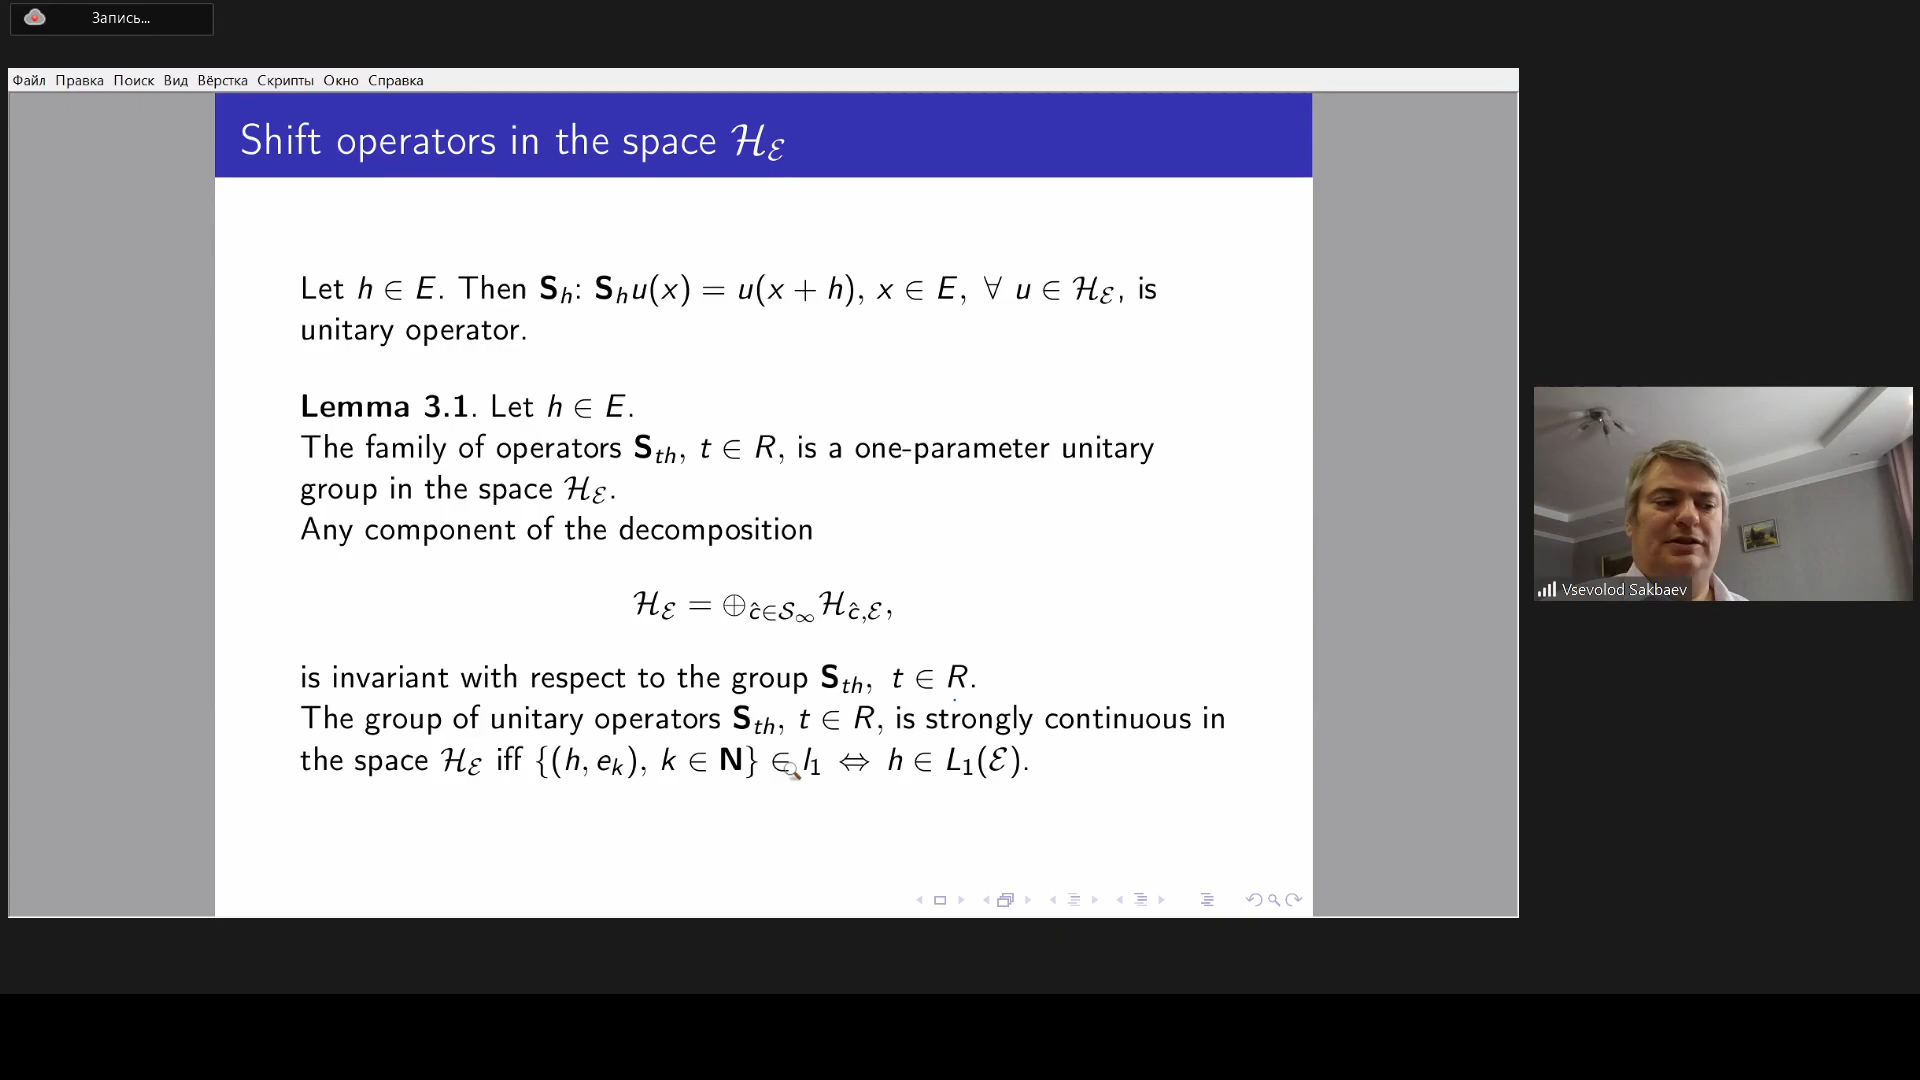 Запись...
Файл Правка Поиск Вид Вёрстка Скрипты Окно Справка
Shift operators in the space ℋ_ℰ
Let h ∈ E. Then S_h: S_h u(x) = u(x + h), x ∈ E, ∀ u ∈ ℋ_ℰ, is
unitary operator.
Lemma 3.1. Let h ∈ E.
The family of operators S_{th}, t ∈ R, is a one-parameter unitary
group in the space ℋ_ℰ.
Any component of the decomposition
ℋ_ℰ = ⊕_{ĉ∈𝒮_∞} ℋ_{ĉ,ℰ},
is invariant with respect to the group S_{th}, t ∈ R.
The group of unitary operators S_{th}, t ∈ R, is strongly continuous in
the space ℋ_ℰ iff {(h, e_k), k ∈ N} ∈ l_1 ⇔ h ∈ L_1(ℰ).
Vsevolod Sakbaev